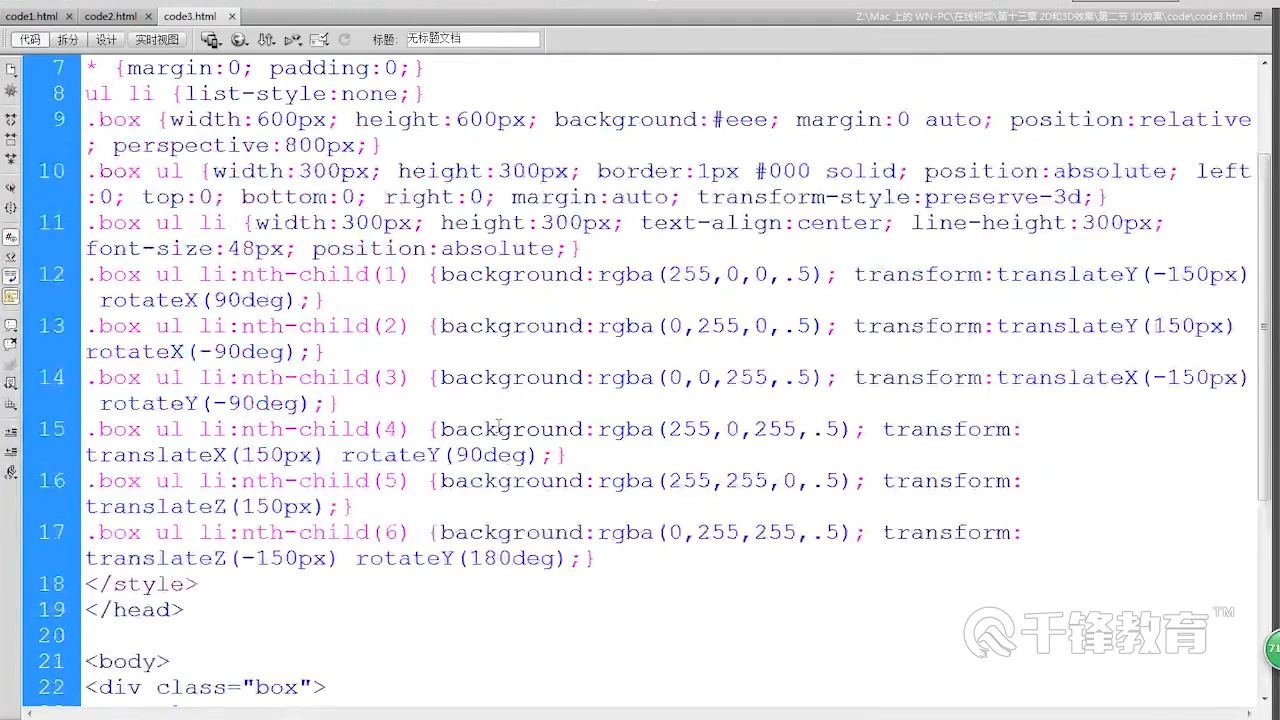 code1.html × code2.html × code3.html × Z:\Mac 上的 WN-PC\在线视频\第十三章 2D和3D效果\第二节 3D效果\code\code3.html
代码 拆分 设计 实时视图 标题: 无标题文档
7 * {margin:0; padding:0;}
8 ul li {list-style:none;}
9 .box {width:600px; height:600px; background:#eee; margin:0 auto; position:relative
; perspective:800px;}
10 .box ul {width:300px; height:300px; border:1px #000 solid; position:absolute; left
:0; top:0; bottom:0; right:0; margin:auto; transform-style:preserve-3d;}
11 .box ul li {width:300px; height:300px; text-align:center; line-height:300px;
font-size:48px; position:absolute;}
12 .box ul li:nth-child(1) {background:rgba(255,0,0,.5); transform:translateY(-150px)
rotateX(90deg);}
13 .box ul li:nth-child(2) {background:rgba(0,255,0,.5); transform:translateY(150px)
rotateX(-90deg);}
14 .box ul li:nth-child(3) {background:rgba(0,0,255,.5); transform:translateX(-150px)
rotateY(-90deg);}
15 .box ul li:nth-child(4) {background:rgba(255,0,255,.5); transform:
translateX(150px) rotateY(90deg);}
16 .box ul li:nth-child(5) {background:rgba(255,255,0,.5); transform:
translateZ(150px);}
17 .box ul li:nth-child(6) {background:rgba(0,255,255,.5); transform:
translateZ(-150px) rotateY(180deg);}
18 </style>
19 </head>
20
21 <body>
22 <div class="box">
千锋教育 TM
71